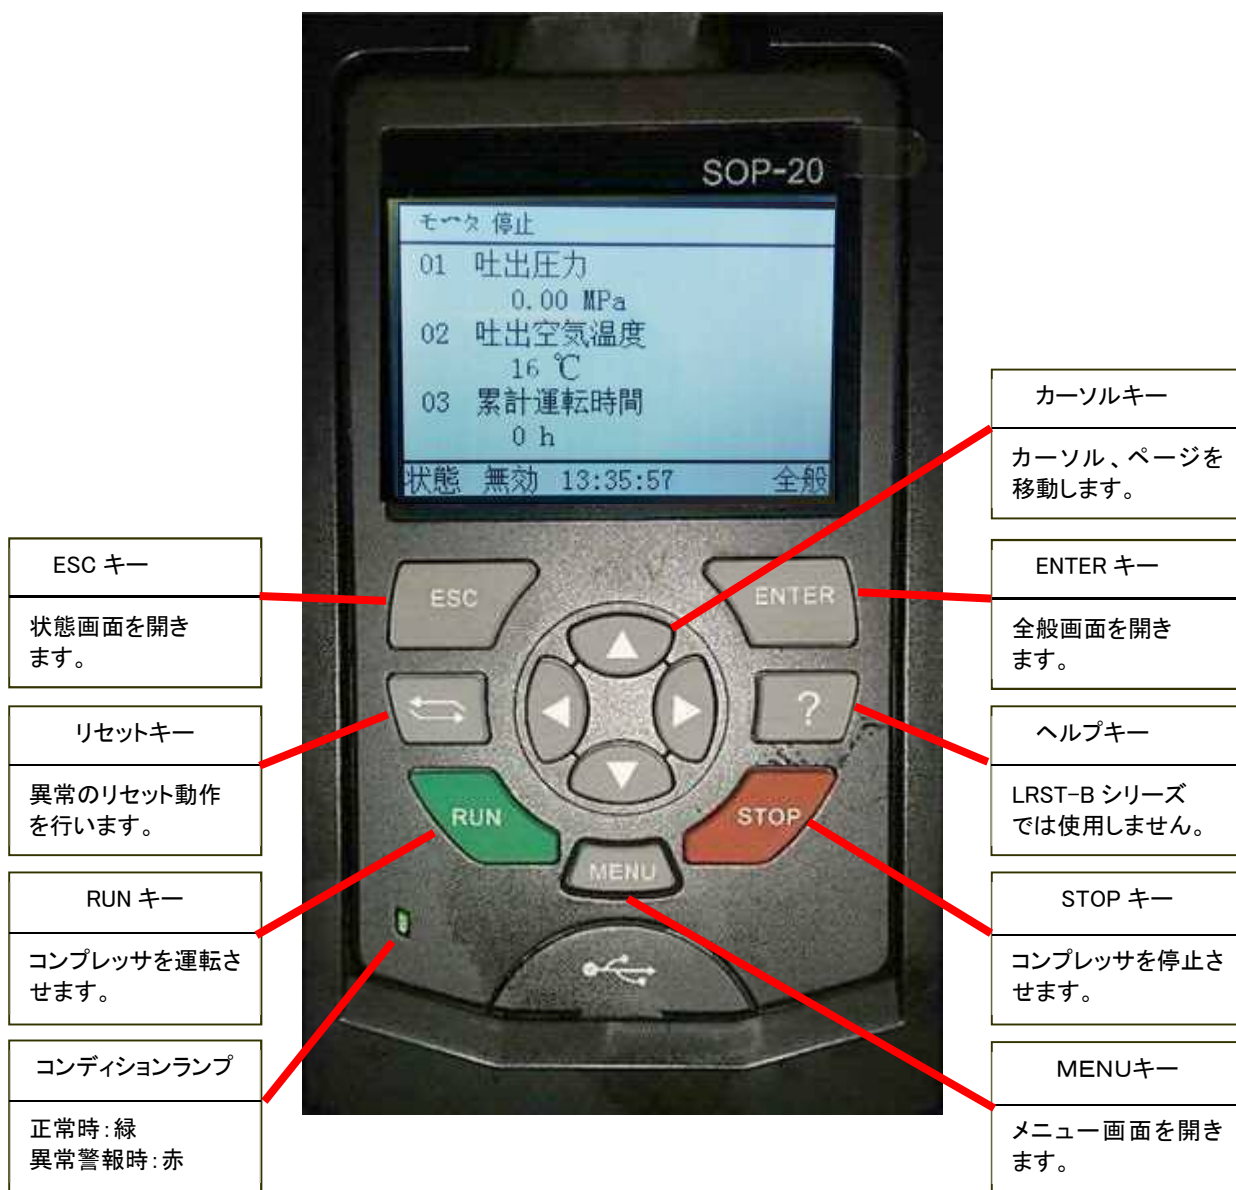 SOP-20
モータ 停止
01 吐出圧力
0.00 MPa
02 吐出空気温度
16 ℃
03 累計運転時間
0 h
状態 無効 13:35:57 全般
ESC
ENTER
?
RUN
STOP
MENU
ESC キー
状態画面を開き
ます。
リセットキー
異常のリセット動作
を行います。
RUN キー
コンプレッサを運転さ
せます。
コンディションランプ
正常時：緑
異常警報時：赤
カーソルキー
カーソル、ページを
移動します。
ENTER キー
全般画面を開き
ます。
ヘルプキー
LRST-B シリーズ
では使用しません。
STOP キー
コンプレッサを停止さ
せます。
MENUキー
メニュー画面を開き
ます。